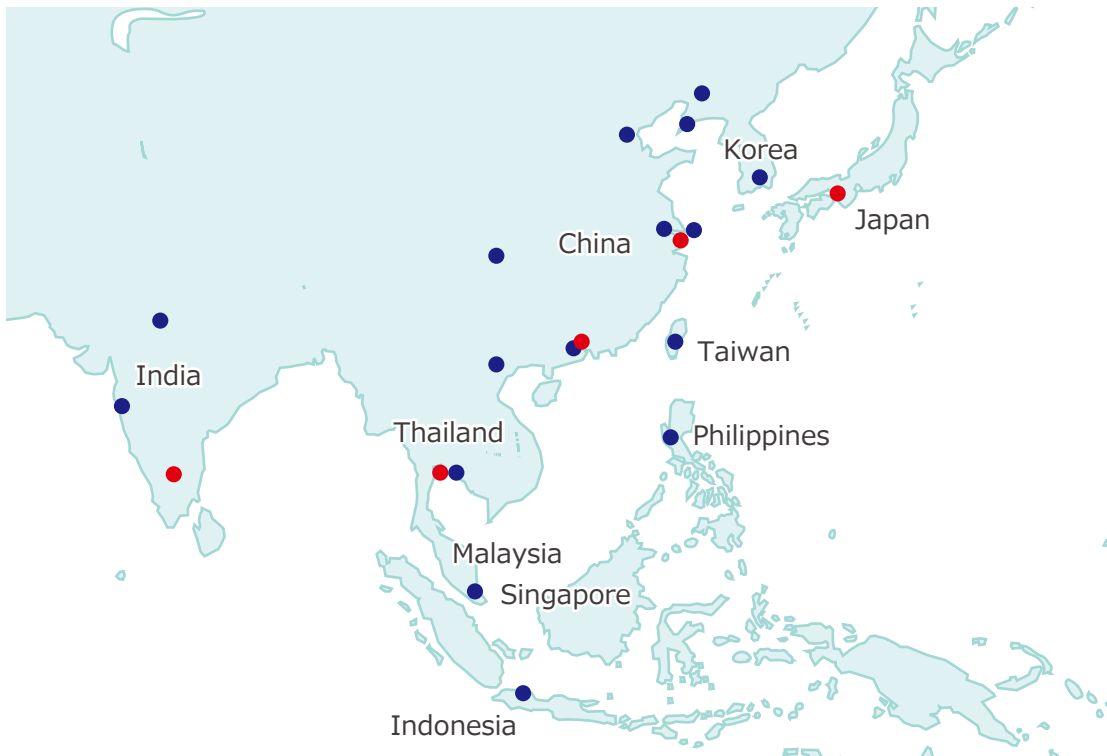 Korea
Japan
China
Taiwan
India
Thailand
Philippines
Malaysia
Singapore
Indonesia